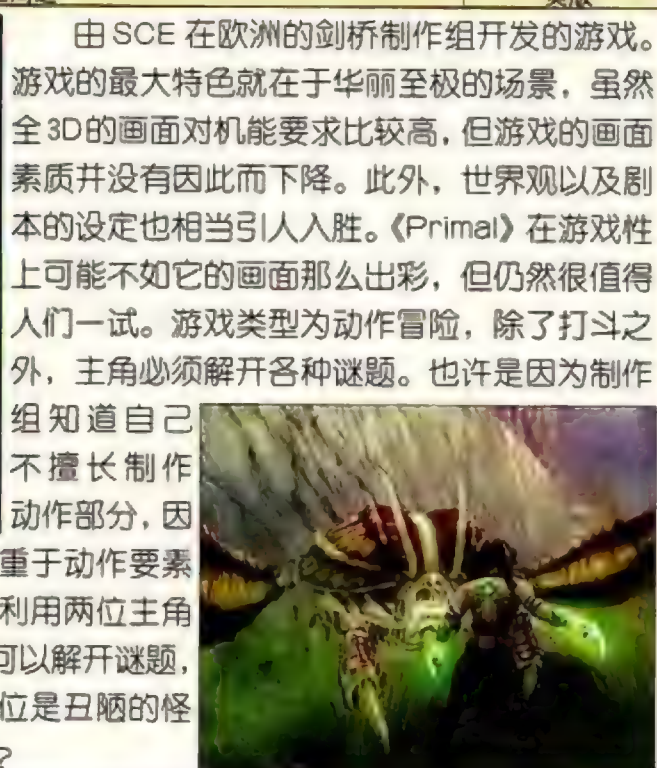 由SCE在欧洲的剑桥制作组开发的游戏。
游戏的最大特色就在于华丽至极的场景，虽然
全3D的画面对机能要求比较高，但游戏的画面
素质并没有因此而下降。此外，世界观以及剧
本的设定也相当引人入胜。《Primal》在游戏性
上可能不如它的画面那么出彩，但仍然很值得
人们一试。游戏类型为动作冒险，除了打斗之
外，主角必须解开各种谜题。也许是因为制作
组知道自己
不擅长制作
动作部分，因
重于动作要素
利用两位主角
可以解开谜题，
位是丑陋的怪
？